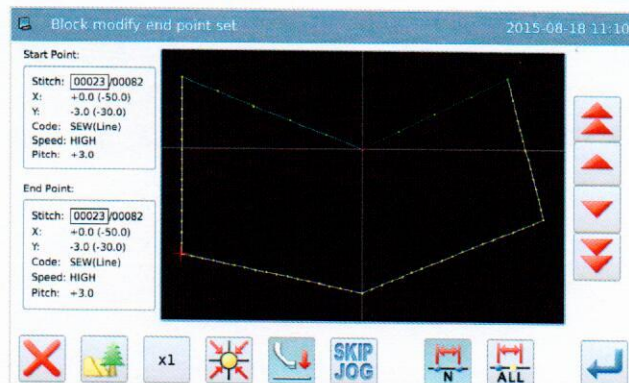 Block modify end point set 2015-08-18 11:10
Start Point:
Stitch: 00023/00082
X: +0.0 (-50.0)
Y: -3.0 (-30.0)
Code: SEW(Line)
Speed: HIGH
Pitch: +3.0
End Point:
Stitch: 00023/00082
X: +0.0 (-50.0)
Y: -3.0 (-30.0)
Code: SEW(Line)
Speed: HIGH
Pitch: +3.0
x1
SKIP
JOG
N
ALL